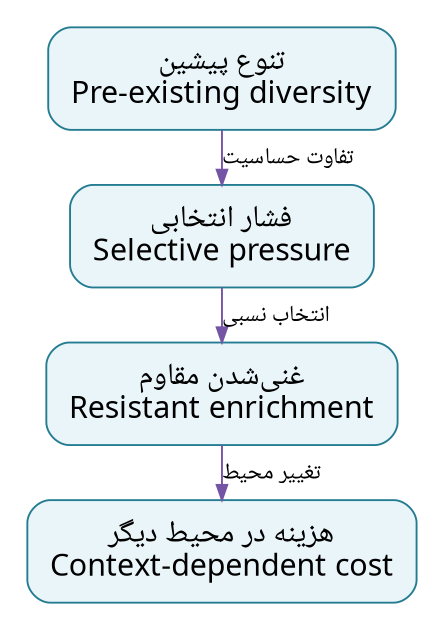 تنوع پیشین
Pre-existing diversity
تفاوت حساسیت
فشار انتخابی
Selective pressure
انتخاب نسبی
غنی‌شدن مقاوم
Resistant enrichment
تغییر محیط
هزینه در محیط دیگر
Context-dependent cost